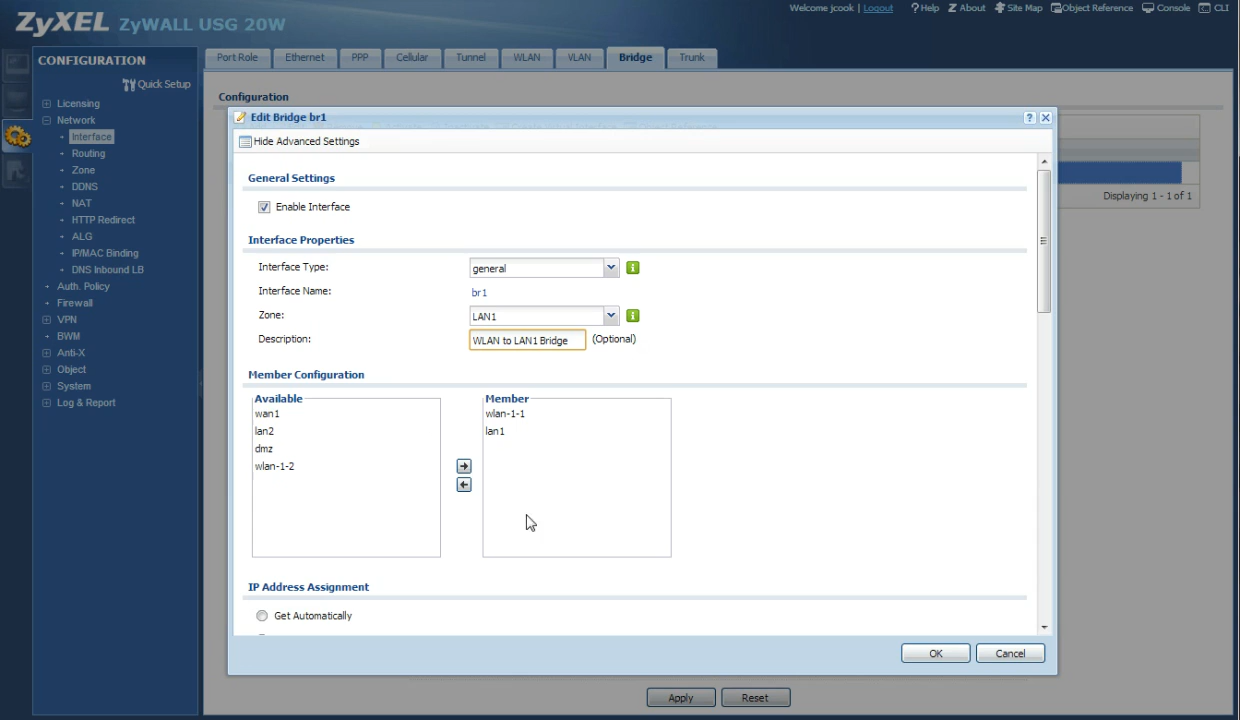 ZyXEL ZyWALL USG 20W
Welcome jcook | Logout ? Help Z About Site Map Object Reference Console CLI
CONFIGURATION
Quick Setup
Licensing
Network
Interface
Routing
Zone
DDNS
NAT
HTTP Redirect
ALG
IP/MAC Binding
DNS Inbound LB
Auth. Policy
Firewall
VPN
BWM
Anti-X
Object
System
Log & Report
Port Role Ethernet PPP Cellular Tunnel WLAN VLAN Bridge Trunk
Configuration
Edit Bridge br1
Hide Advanced Settings
General Settings
Enable Interface
Interface Properties
Interface Type: general
Interface Name: br1
Zone: LAN1
Description: WLAN to LAN1 Bridge (Optional)
Member Configuration
Available
wan1
lan2
dmz
wlan-1-2
Member
wlan-1-1
lan1
IP Address Assignment
Get Automatically
OK Cancel
Displaying 1 - 1 of 1
Apply Reset